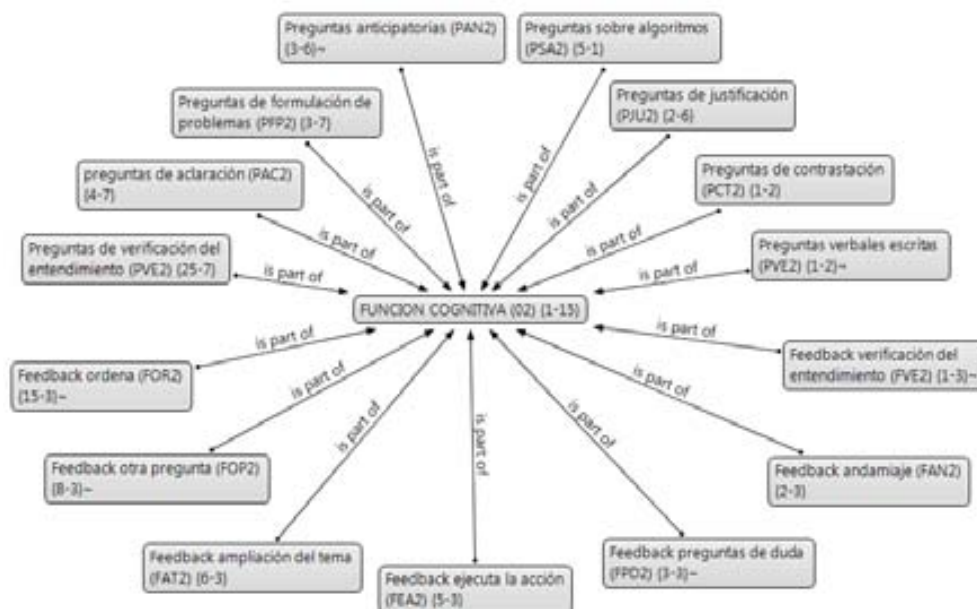 Preguntas anticipatorias (PAN2)
{3-6}~
Preguntas sobre algoritmos
(PSA2) {5-1}
Preguntas de formulación de
problemas (PFP2) {3-7}
Preguntas de justificación
(PJU2) {2-6}
preguntas de aclaración (PAC2)
{4-7}
Preguntas de contrastación
(PCT2) {1-2}
Preguntas de verificación del
entendimiento (PVE2) {25-7}
Preguntas verbales escritas
(PVE2) {1-2}~
is part of
is part of
is part of
is part of
is part of
is part of
is part of
is part of
FUNCION COGNITIVA (02) {1-15}
is part of
is part of
is part of
is part of
is part of
is part of
is part of
Feedback ordena (FOR2)
{15-3}~
Feedback verificación del
entendimiento (FVE2) {1-3}~
Feedback otra pregunta (FOP2)
{8-3}~
Feedback andamiaje (FAN2)
{2-3}
Feedback ampliación del tema
(FAT2) {6-3}
Feedback ejecuta la acción
(FEA2) {5-3}
Feedback preguntas de duda
(FPD2) {3-3}~